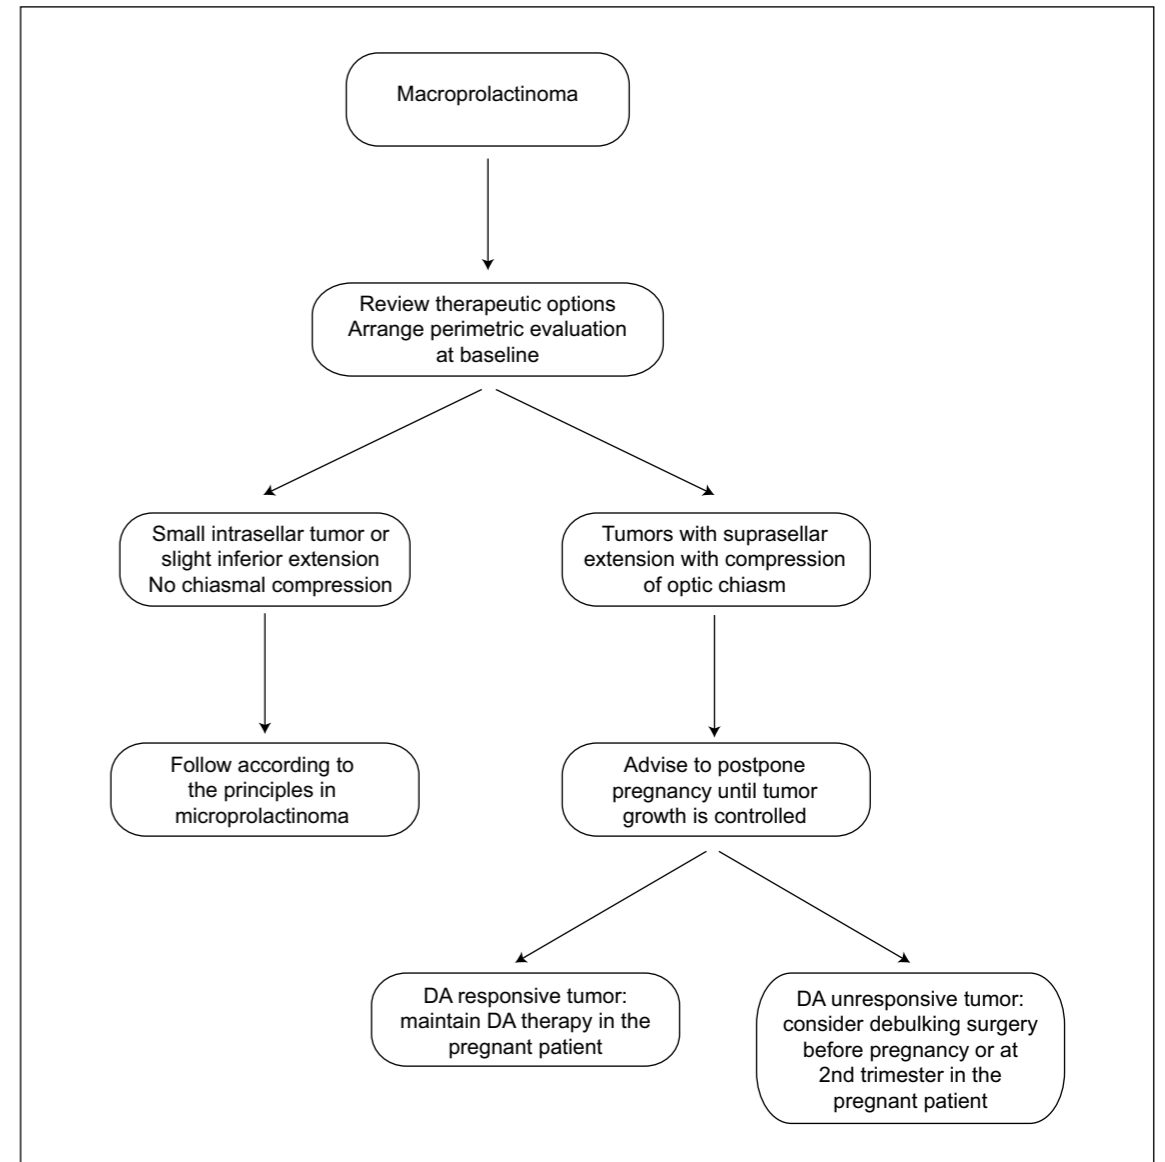 Macroprolactinoma
Review therapeutic options
Arrange perimetric evaluation
at baseline
Small intrasellar tumor or
slight inferior extension
No chiasmal compression
Tumors with suprasellar
extension with compression
of optic chiasm
Follow according to
the principles in
microprolactinoma
Advise to postpone
pregnancy until tumor
growth is controlled
DA responsive tumor:
maintain DA therapy in the
pregnant patient
DA unresponsive tumor:
consider debulking surgery
before pregnancy or at
2nd trimester in the
pregnant patient